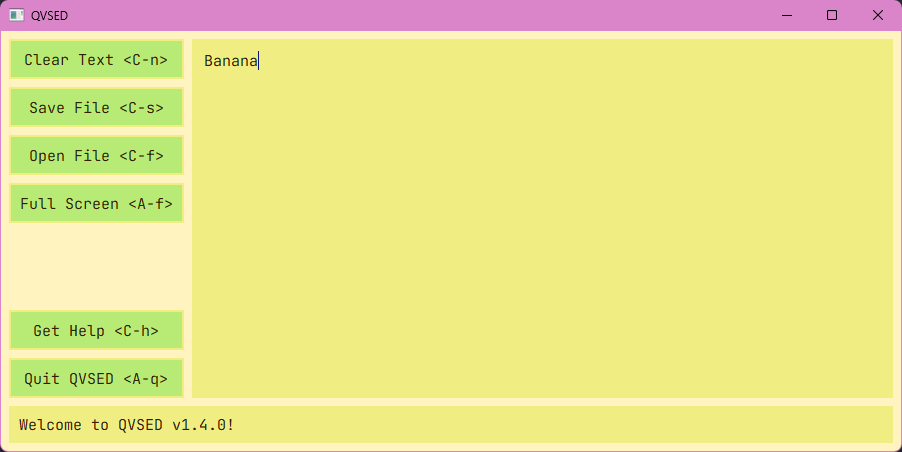 QVSED
Clear Text <C-n>
Banana
Save File <C-s>
Open File <C-f>
Full Screen <A-f>
Get Help <C-h>
Quit QVSED <A-q>
Welcome to QVSED v1.4.0!